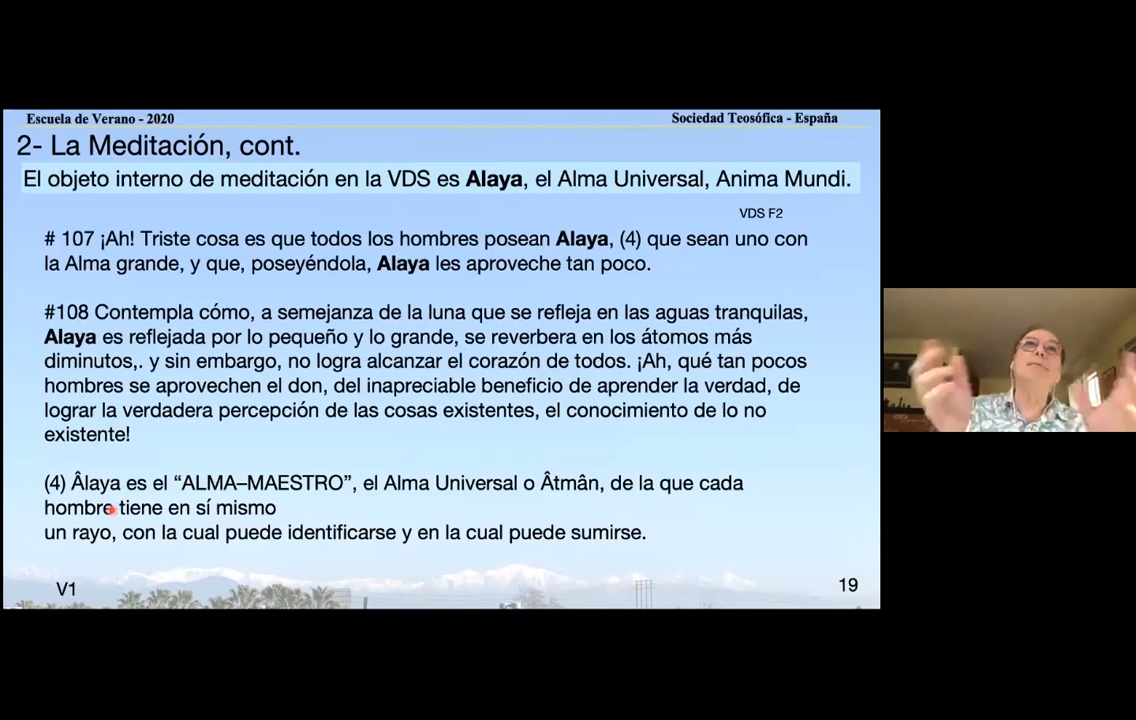 Escuela de Verano - 2020
Sociedad Teosófica - España
2- La Meditación, cont.
El objeto interno de meditación en la VDS es Alaya, el Alma Universal, Anima Mundi.
VDS F2
# 107 ¡Ah! Triste cosa es que todos los hombres posean Alaya, (4) que sean uno con
la Alma grande, y que, poseyéndola, Alaya les aproveche tan poco.
#108 Contempla cómo, a semejanza de la luna que se refleja en las aguas tranquilas,
Alaya es reflejada por lo pequeño y lo grande, se reverbera en los átomos más
diminutos,. y sin embargo, no logra alcanzar el corazón de todos. ¡Ah, qué tan pocos
hombres se aprovechen el don, del inapreciable beneficio de aprender la verdad, de
lograr la verdadera percepción de las cosas existentes, el conocimiento de lo no
existente!
(4) Âlaya es el “ALMA–MAESTRO”, el Alma Universal o Âtmân, de la que cada
hombre tiene en sí mismo
un rayo, con la cual puede identificarse y en la cual puede sumirse.
V1
19